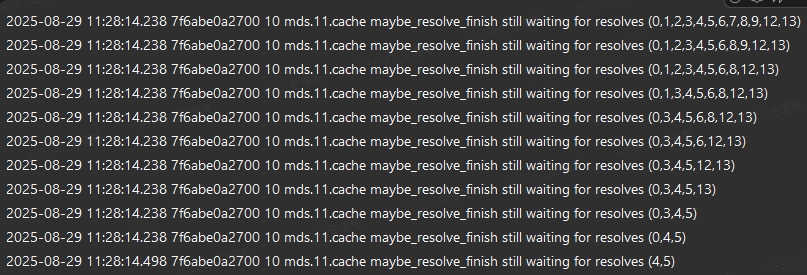 2025-08-29 11:28:14.238 7f6abe0a2700 10 mds.11.cache maybe_resolve_finish still waiting for resolves (0,1,2,3,4,5,6,7,8,9,12,13)
2025-08-29 11:28:14.238 7f6abe0a2700 10 mds.11.cache maybe_resolve_finish still waiting for resolves (0,1,2,3,4,5,6,8,9,12,13)
2025-08-29 11:28:14.238 7f6abe0a2700 10 mds.11.cache maybe_resolve_finish still waiting for resolves (0,1,2,3,4,5,6,8,12,13)
2025-08-29 11:28:14.238 7f6abe0a2700 10 mds.11.cache maybe_resolve_finish still waiting for resolves (0,1,3,4,5,6,8,12,13)
2025-08-29 11:28:14.238 7f6abe0a2700 10 mds.11.cache maybe_resolve_finish still waiting for resolves (0,3,4,5,6,8,12,13)
2025-08-29 11:28:14.238 7f6abe0a2700 10 mds.11.cache maybe_resolve_finish still waiting for resolves (0,3,4,5,6,12,13)
2025-08-29 11:28:14.238 7f6abe0a2700 10 mds.11.cache maybe_resolve_finish still waiting for resolves (0,3,4,5,12,13)
2025-08-29 11:28:14.238 7f6abe0a2700 10 mds.11.cache maybe_resolve_finish still waiting for resolves (0,3,4,5,13)
2025-08-29 11:28:14.238 7f6abe0a2700 10 mds.11.cache maybe_resolve_finish still waiting for resolves (0,3,4,5)
2025-08-29 11:28:14.238 7f6abe0a2700 10 mds.11.cache maybe_resolve_finish still waiting for resolves (0,4,5)
2025-08-29 11:28:14.498 7f6abe0a2700 10 mds.11.cache maybe_resolve_finish still waiting for resolves (4,5)